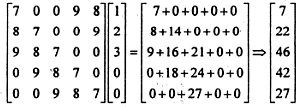 [7 0 0 9 8] [1] = [7+0+0+0+0] ⇒ [7]
[8 7 0 0 9] [2] = [8+14+0+0+0] ⇒ [22]
[9 8 7 0 0] [3] = [9+16+21+0+0] ⇒ [46]
[0 9 8 7 0] [0] = [0+18+24+0+0] ⇒ [42]
[0 0 9 8 7] [0] = [0+0+27+0+0] ⇒ [27]